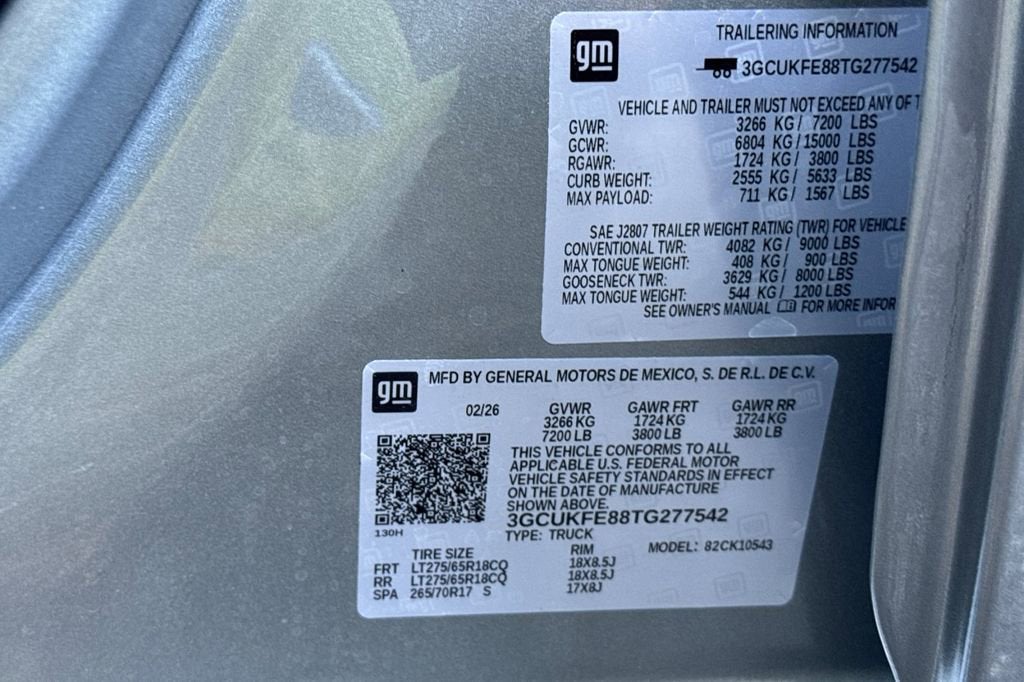 gm
TRAILERING INFORMATION
3GCUKFE88TG277542
VEHICLE AND TRAILER MUST NOT EXCEED ANY OF
GVWR: 3266 KG / 7200 LBS
GCWR: 6804 KG / 15000 LBS
RGAWR: 1724 KG / 3800 LBS
CURB WEIGHT: 2555 KG / 5633 LBS
MAX PAYLOAD: 711 KG / 1567 LBS
SAE J2807 TRAILER WEIGHT RATING (TWR) FOR VEHICLE
CONVENTIONAL TWR: 4082 KG / 9000 LBS
MAX TONGUE WEIGHT: 408 KG / 900 LBS
GOOSENECK TWR: 3629 KG / 8000 LBS
MAX TONGUE WEIGHT: 544 KG / 1200 LBS
SEE OWNER'S MANUAL FOR MORE INFOR
gm
MFD BY GENERAL MOTORS DE MEXICO, S. DE R.L. DE C.V.
02/26 GVWR GAWR FRT GAWR RR
3266 KG 1724 KG 1724 KG
7200 LB 3800 LB 3800 LB
THIS VEHICLE CONFORMS TO ALL
APPLICABLE U.S. FEDERAL MOTOR
VEHICLE SAFETY STANDARDS IN EFFECT
ON THE DATE OF MANUFACTURE
SHOWN ABOVE.
3GCUKFE88TG277542
130H TYPE: TRUCK
TIRE SIZE RIM MODEL: 82CK10543
FRT LT275/65R18CQ 18X8.5J
RR LT275/65R18CQ 18X8.5J
SPA 265/70R17 S 17X8J